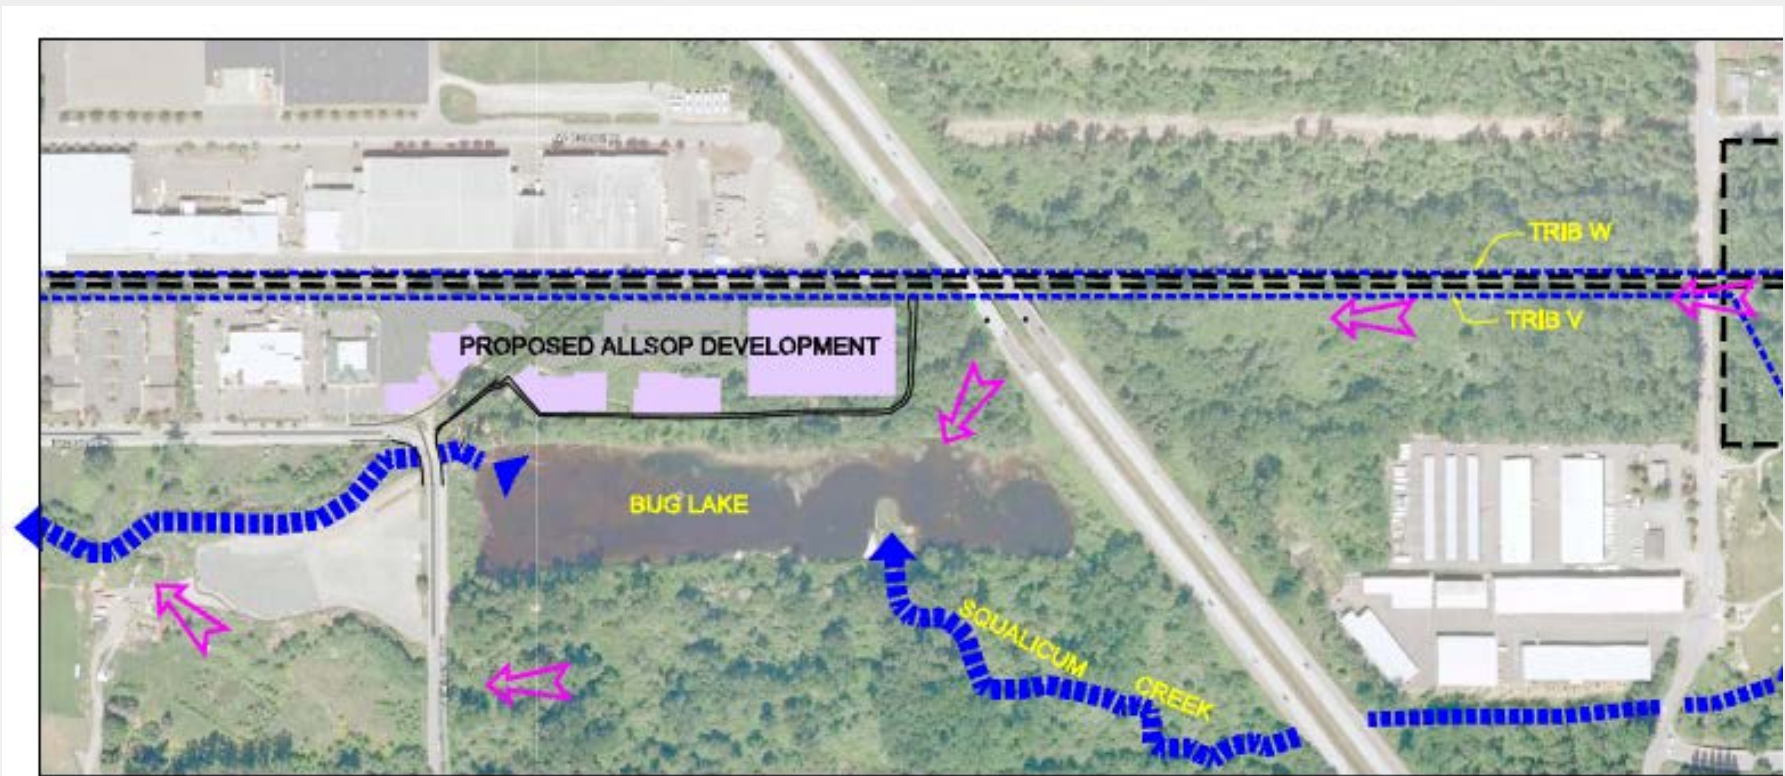 TRIB W
TRIB V
PROPOSED ALLSOP DEVELOPMENT
BUG LAKE
SQUALICUM
CREEK